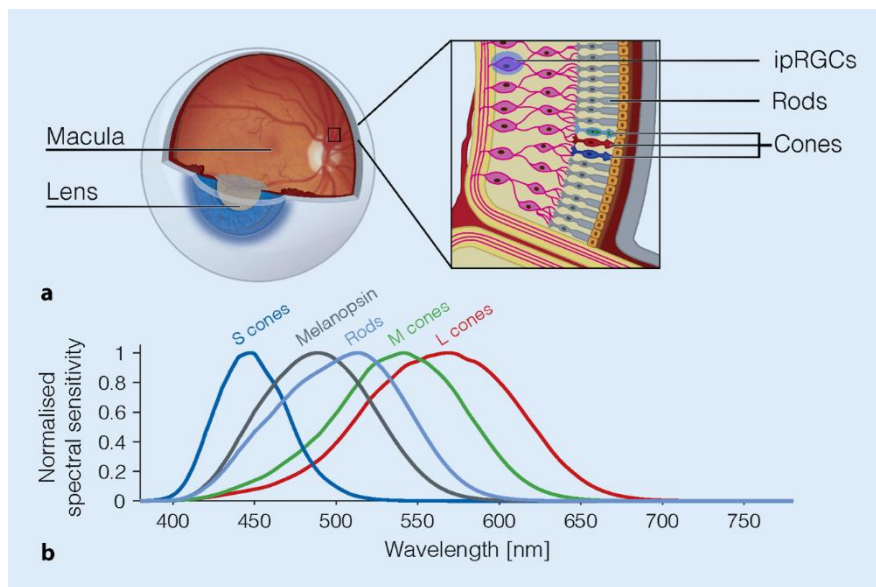 ipRGCs
Rods
Cones
Macula
Lens
a
S cones
Melanopsin
Rods
M cones
L cones
Normalised
spectral sensitivity
1
0.8
0.6
0.4
0.2
0
400 450 500 550 600 650 700 750
Wavelength [nm]
b